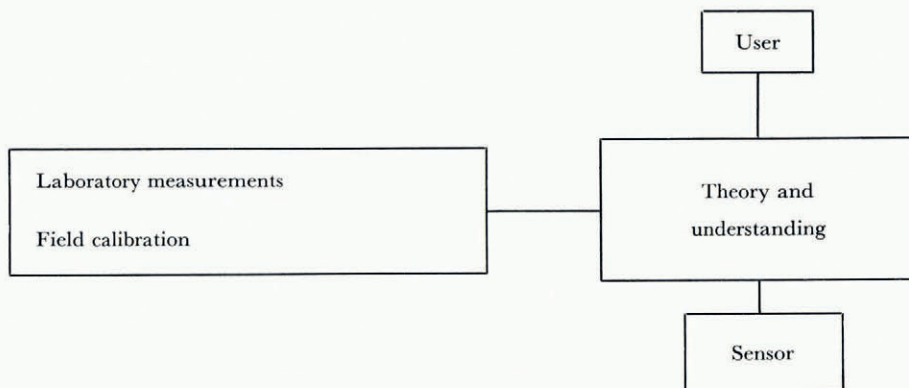 User
Laboratory measurements
Field calibration
Theory and
understanding
Sensor